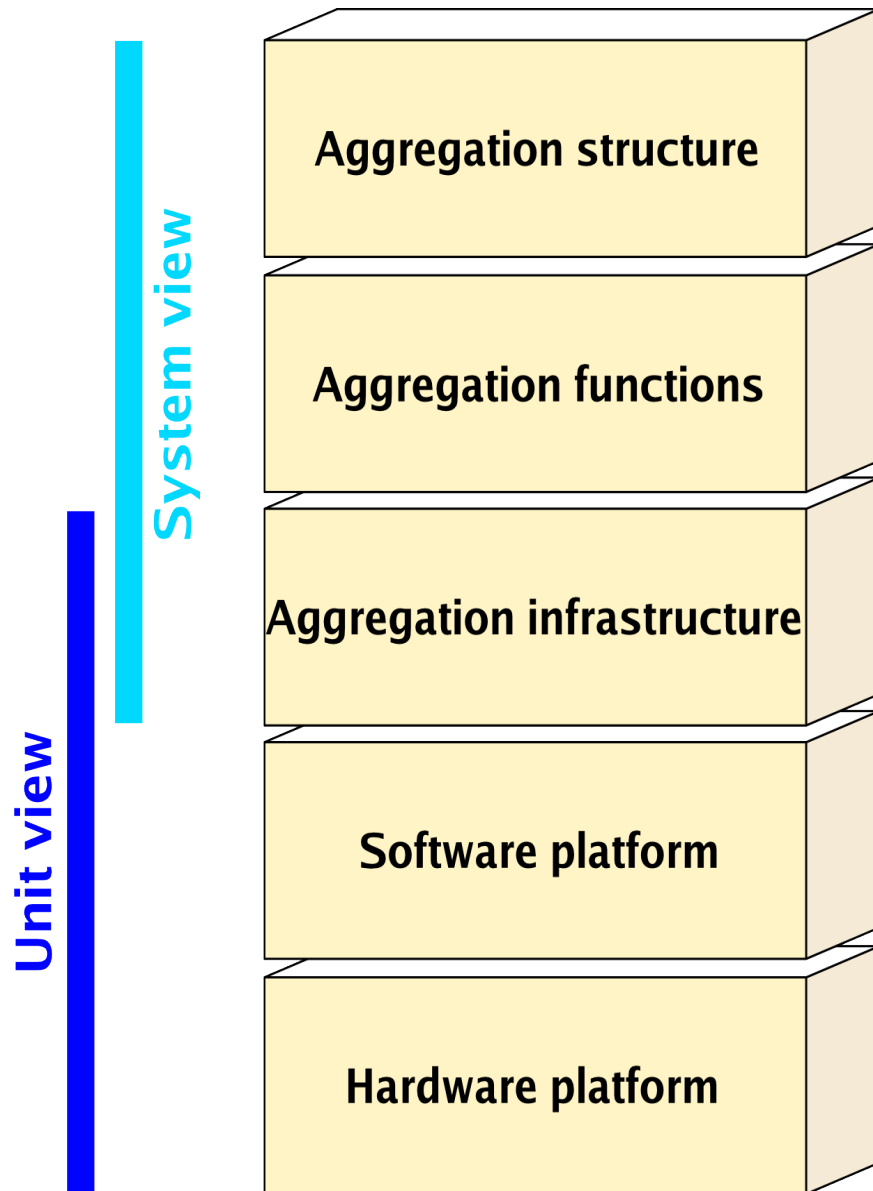 Aggregation structure
System view
Aggregation functions
Aggregation infrastructure
Unit view
Software platform
Hardware platform